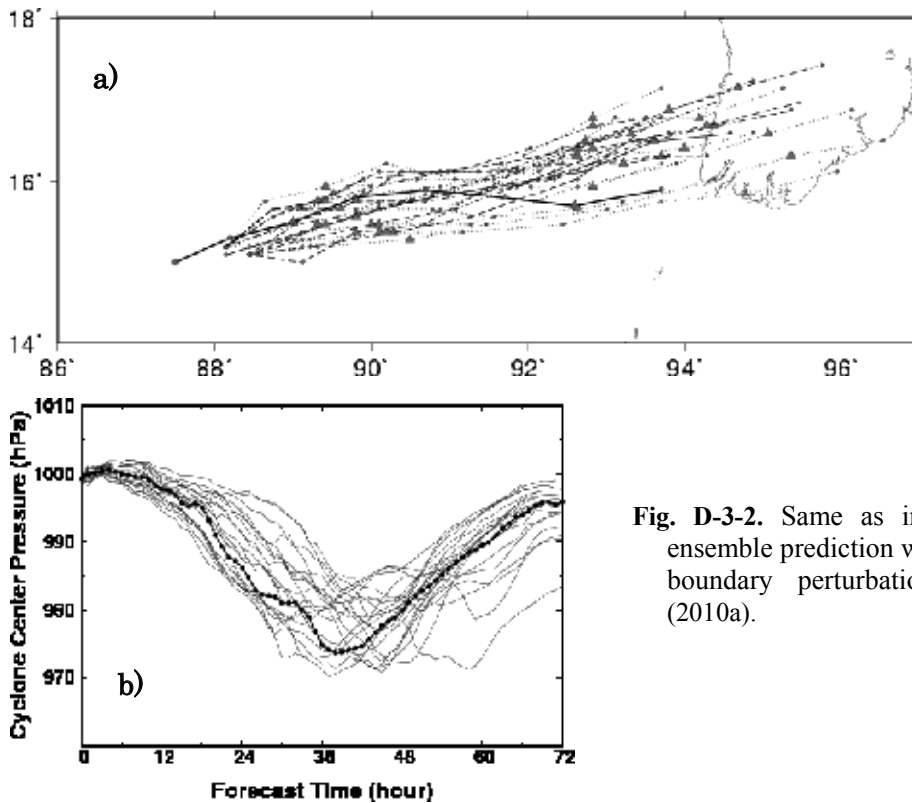 18°
a)
16°
14°
86° 88° 90° 92° 94° 96°
1010
1000
990
980
970
Cyclone Center Pressure (hPa)
b)
0 12 24 36 48 60 72
Forecast Time (hour)
Fig. D-3-2. Same as in
ensemble prediction w
boundary perturbatio
(2010a).